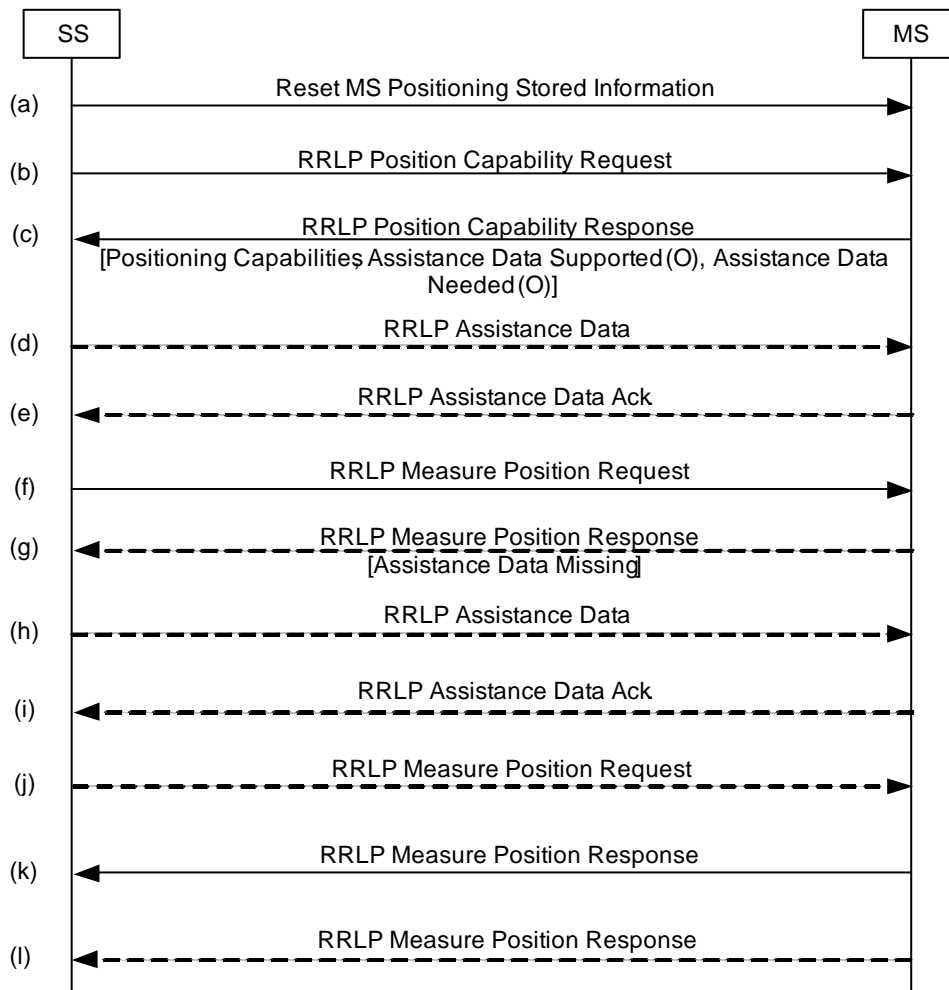 SS
MS
(a)
Reset MS Positioning Stored Information
(b)
RRLP Position Capability Request
(c)
RRLP Position Capability Response
[Positioning Capabilities, Assistance Data Supported (O), Assistance Data
Needed (O)]
(d)
RRLP Assistance Data
(e)
RRLP Assistance Data Ack.
(f)
RRLP Measure Position Request
(g)
RRLP Measure Position Response
[Assistance Data Missing]
(h)
RRLP Assistance Data
(i)
RRLP Assistance Data Ack.
(j)
RRLP Measure Position Request
(k)
RRLP Measure Position Response
(l)
RRLP Measure Position Response